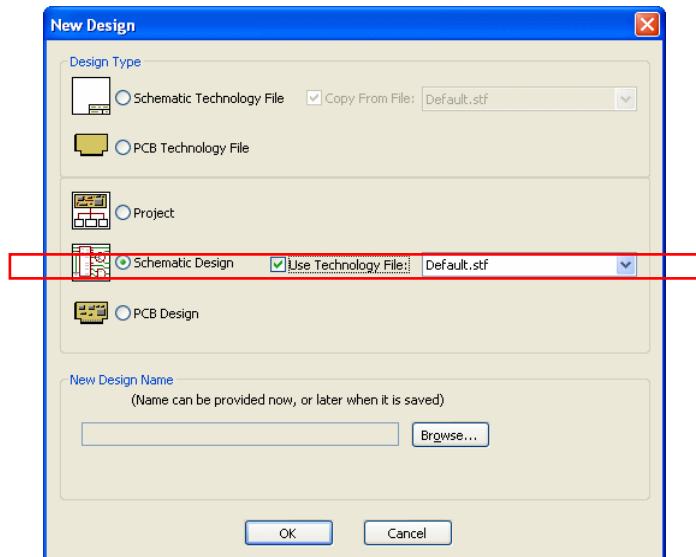 New Design
Design Type
Schematic Technology File Copy From File: Default.stf
PCB Technology File
Project
Schematic Design Use Technology File: Default.stf
PCB Design
New Design Name
(Name can be provided now, or later when it is saved)
Browse...
OK Cancel